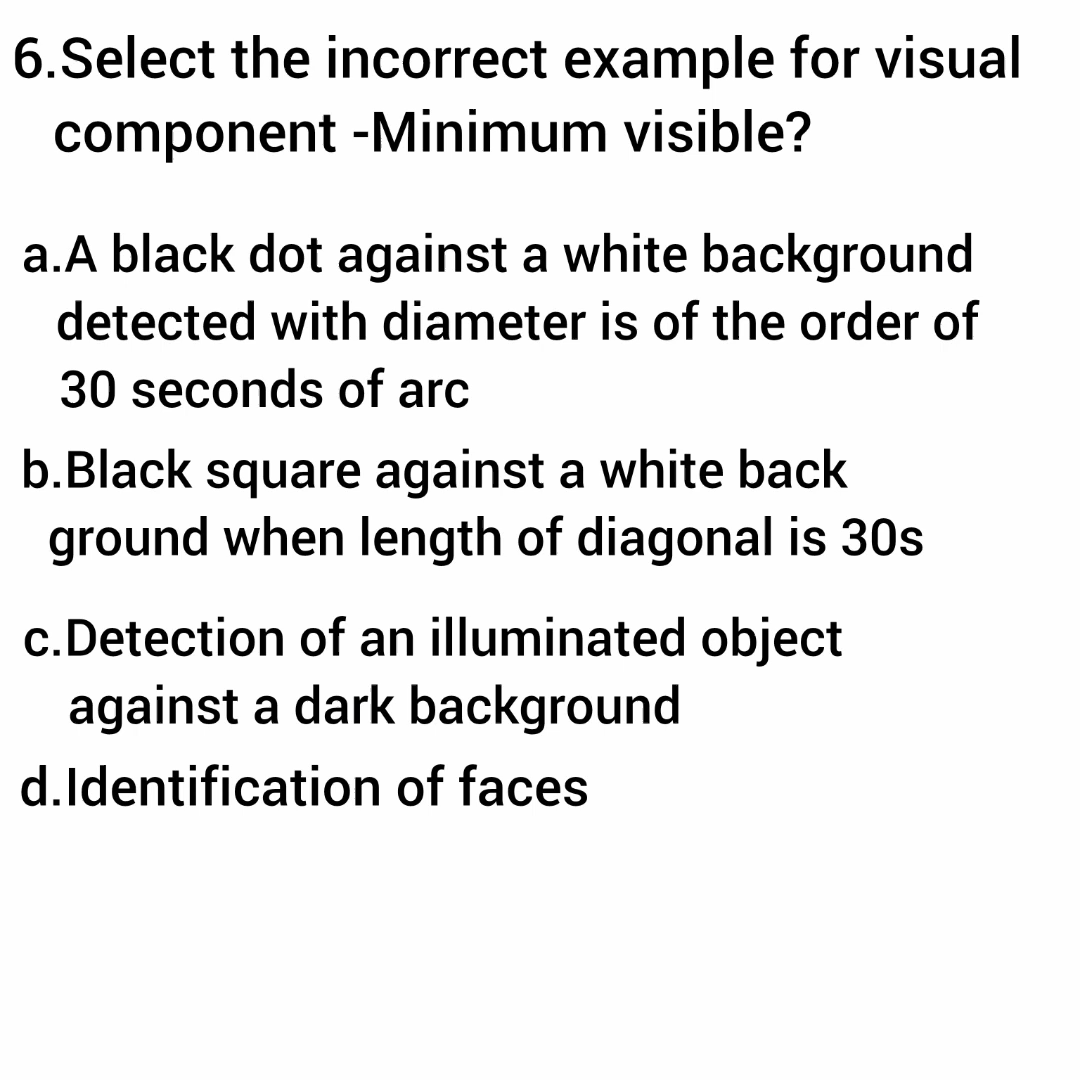 6.Select the incorrect example for visual
component -Minimum visible?
a.A black dot against a white background
detected with diameter is of the order of
30 seconds of arc
b.Black square against a white back
ground when length of diagonal is 30s
c.Detection of an illuminated object
against a dark background
d.Identification of faces